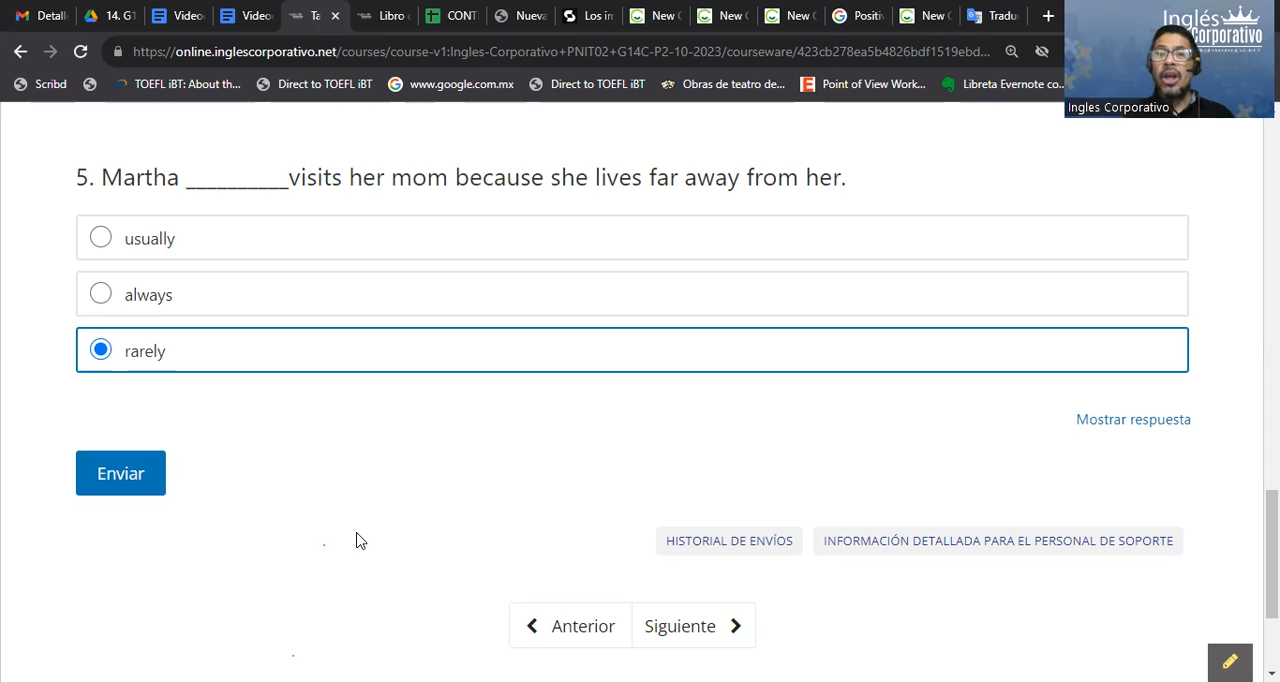 Detall
14. G1
Video
Video
Ta
Libro
CONT
Nueva
Los in
New C
New C
New C
Positiv
New C
Tradu
https://online.inglescorporativo.net/courses/course-v1:Ingles-Corporativo+PNIT02+G14C-P2-10-2023/courseware/423cb278ea5b4826bdf1519ebd...
Scribd
TOEFL iBT: About th...
Direct to TOEFL iBT
www.google.com.mx
Direct to TOEFL iBT
Obras de teatro de...
Point of View Work...
Libreta Evernote co...
Inglés
Corporativo
Ingles Corporativo
5. Martha __________visits her mom because she lives far away from her.
usually
always
rarely
Mostrar respuesta
Enviar
HISTORIAL DE ENVÍOS
INFORMACIÓN DETALLADA PARA EL PERSONAL DE SOPORTE
Anterior
Siguiente